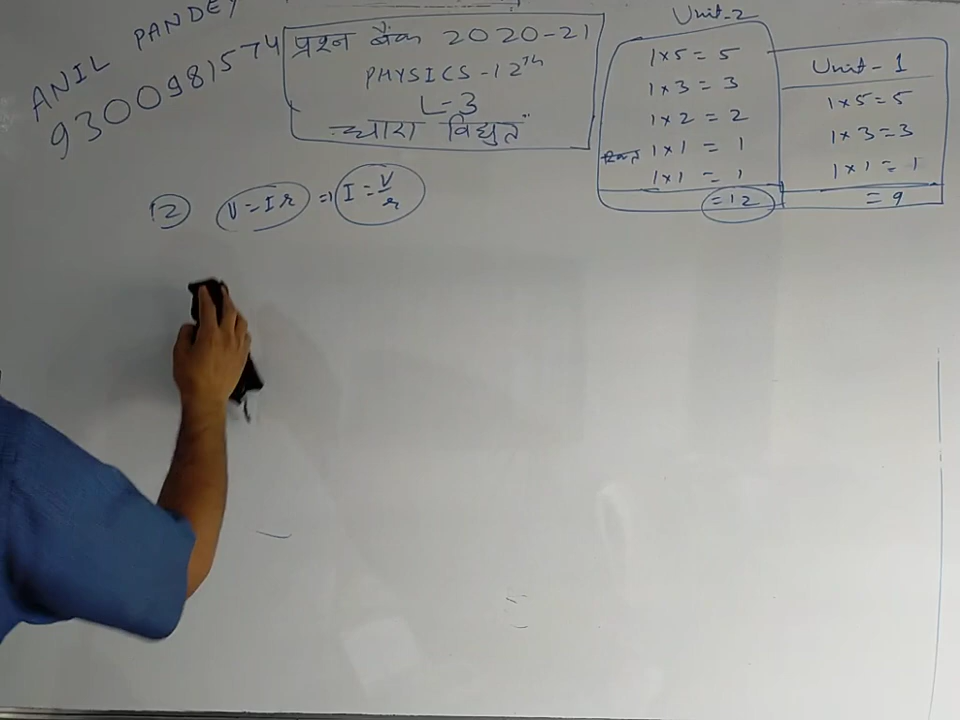 ANIL PANDEY
9300981574
प्रश्न बैंक 2020-21
PHYSICS-12th
L-3
धारा विद्युत
Unit-2
1×5=5
1×3=3
1×2=2
1×1=1
1×1=1
=12
Unit-1
1×5=5
1×3=3
1×1=1
=9
12 V=Ir ⇒ I=V/r